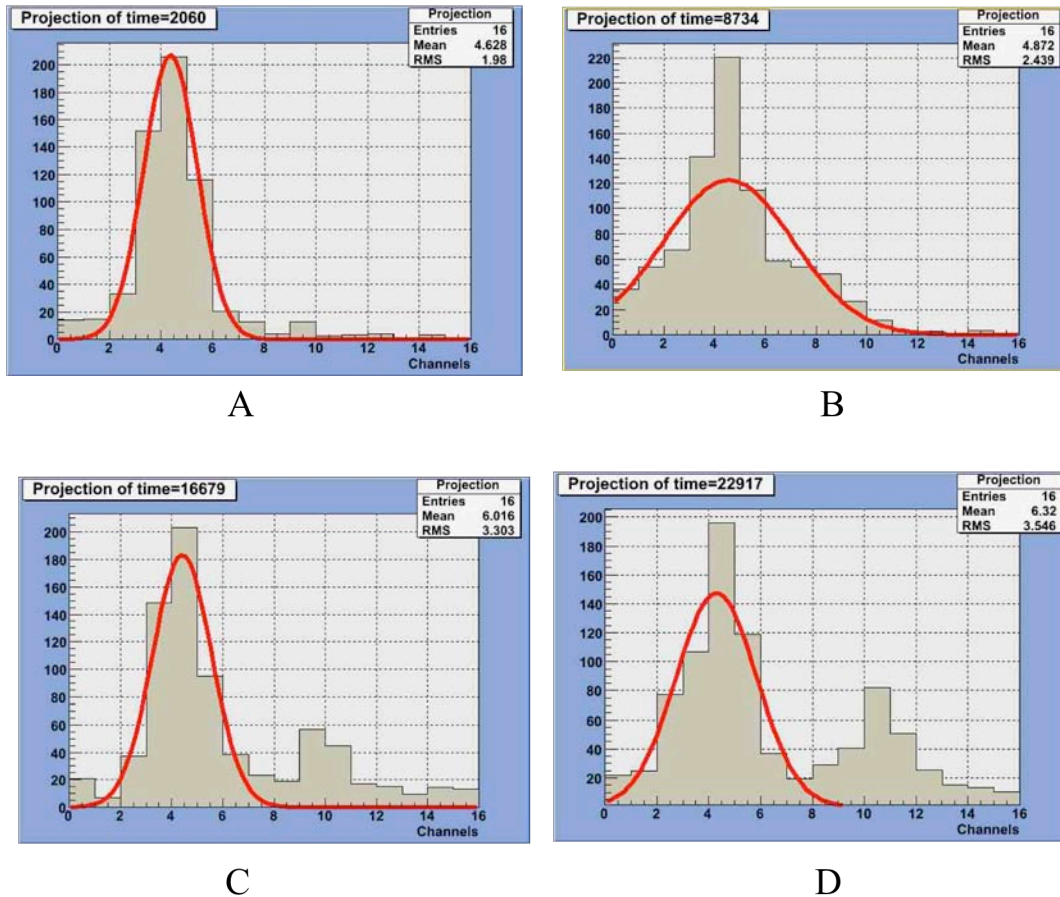 Projection of time=2060
Projection
Entries 16
Mean 4.628
RMS 1.98
200
180
160
140
120
100
80
60
40
20
0
0 2 4 6 8 10 12 14 16
Channels
A
Projection of time=8734
Projection
Entries 16
Mean 4.872
RMS 2.439
220
200
180
160
140
120
100
80
60
40
20
0
0 2 4 6 8 10 12 14 16
Channels
B
Projection of time=16679
Projection
Entries 16
Mean 6.016
RMS 3.303
200
180
160
140
120
100
80
60
40
20
0
0 2 4 6 8 10 12 14 16
Channels
C
Projection of time=22917
Projection
Entries 16
Mean 6.32
RMS 3.546
200
180
160
140
120
100
80
60
40
20
0 2 4 6 8 10 12 14 16
Channels
D